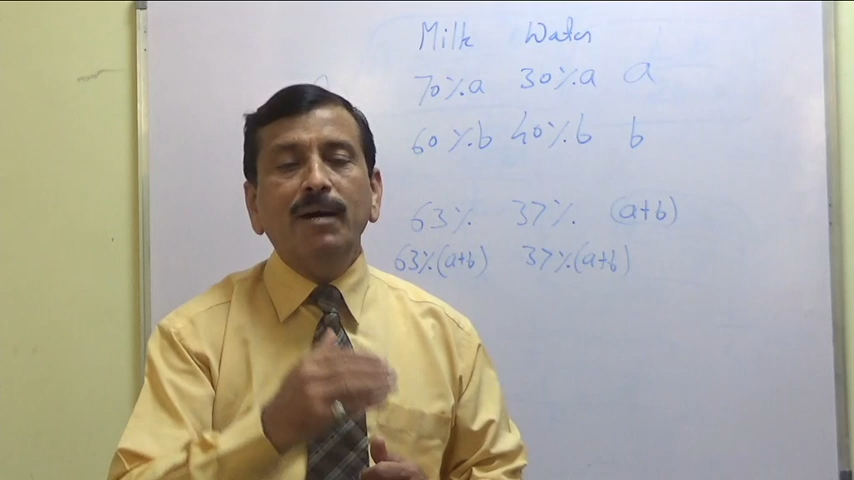 Milk Water
70%.a 30%.a a
60%.b 40%.b b
63% 37%. (a+b)
63%(a+b) 37%(a+b)